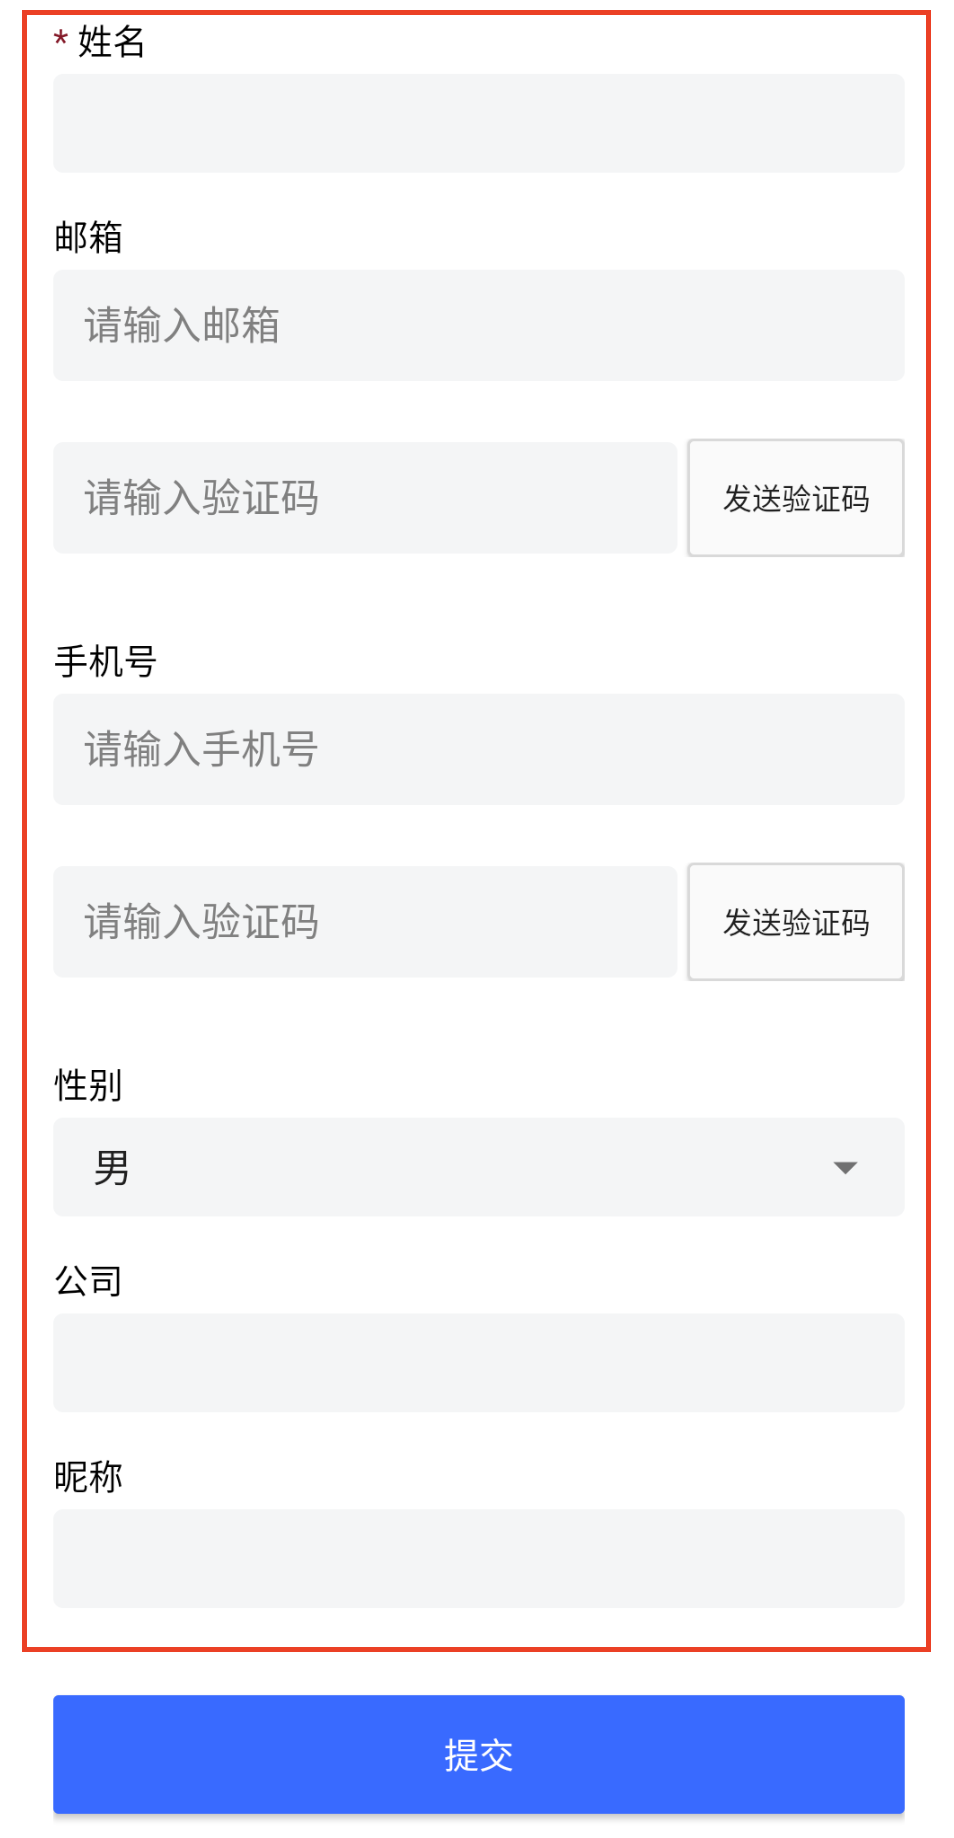 * 姓名
邮箱
请输入邮箱
请输入验证码 发送验证码
手机号
请输入手机号
请输入验证码 发送验证码
性别
男
公司
昵称
提交